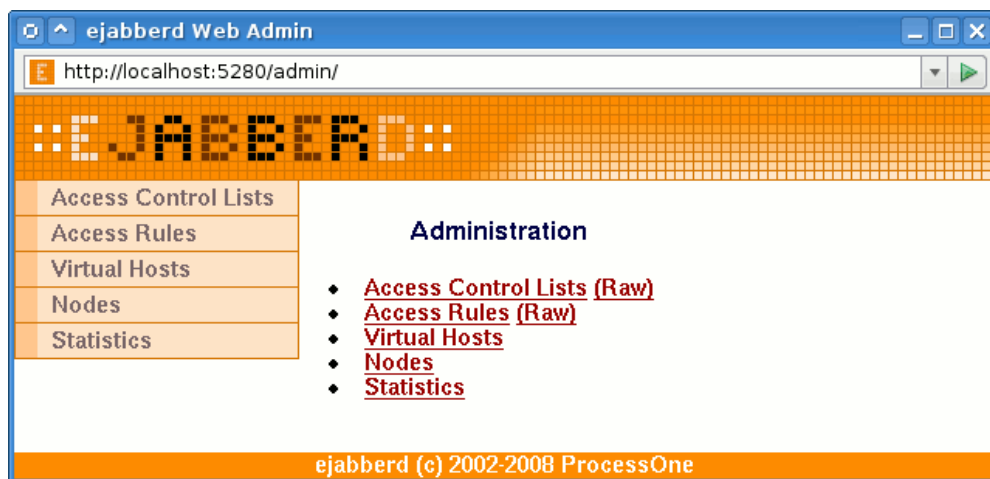 ejabberd Web Admin
E http://localhost:5280/admin/
::EJABBERD::
Access Control Lists
Access Rules
Virtual Hosts
Nodes
Statistics
Administration
Access Control Lists (Raw)
Access Rules (Raw)
Virtual Hosts
Nodes
Statistics
ejabberd (c) 2002-2008 ProcessOne